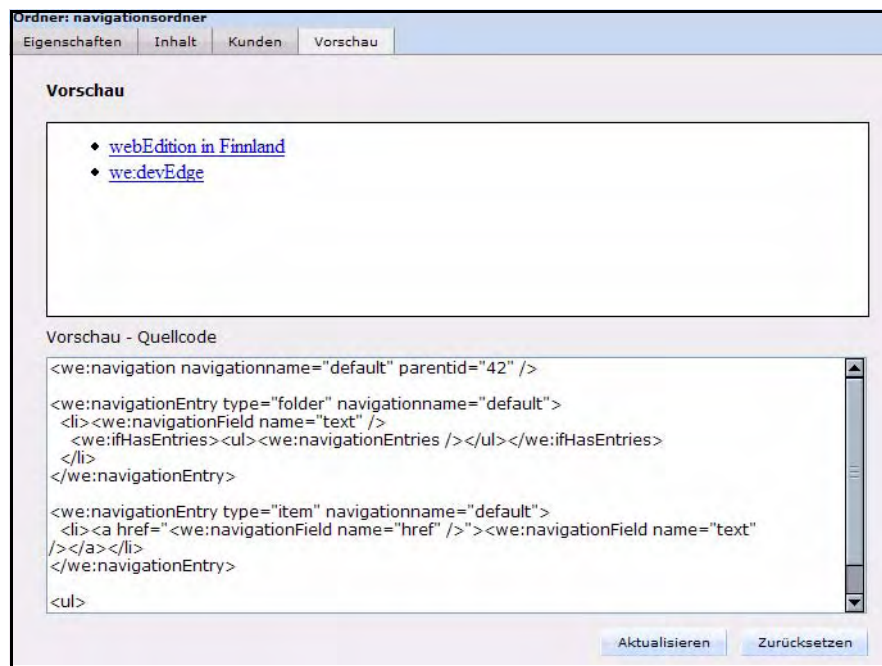 Ordner: navigationsordner
Eigenschaften Inhalt Kunden Vorschau
Vorschau
webEdition in Finnland
we:devEdge
Vorschau - Quellcode
<we:navigation navigationname="default" parentid="42" />
<we:navigationEntry type="folder" navigationname="default">
<li><we:navigationField name="text" />
<we:ifHasEntries><ul><we:navigationEntries /></ul></we:ifHasEntries>
</li>
</we:navigationEntry>
<we:navigationEntry type="item" navigationname="default">
<li><a href="<we:navigationField name="href" />"><we:navigationField name="text"
/></a></li>
</we:navigationEntry>
<ul>
Aktualisieren Zurücksetzen